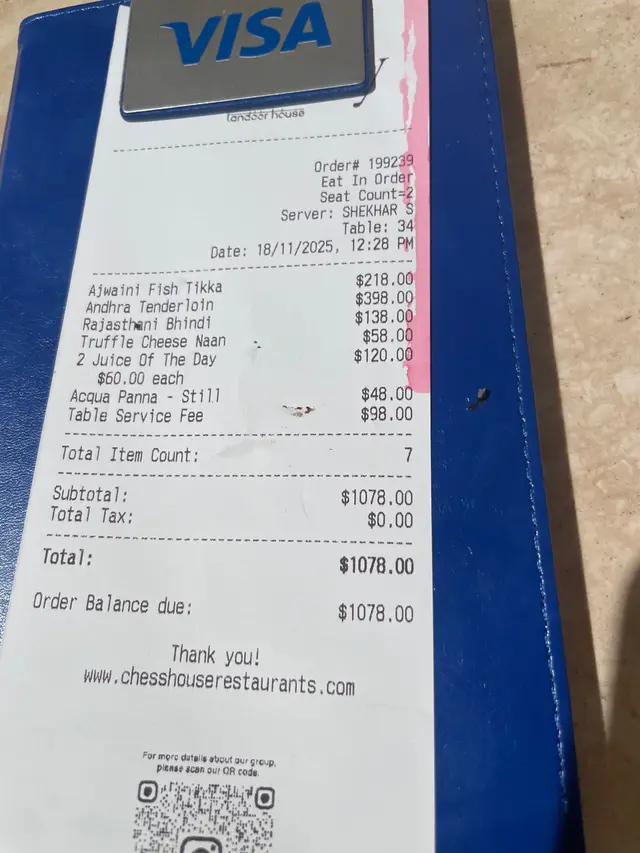 VISA
y
tandoor house
Order# 199239
Eat In Order
Seat Count=2
Server: SHEKHAR S
Table: 34
Date: 18/11/2025, 12:28 PM
Ajwaini Fish Tikka $218.00
Andhra Tenderloin $398.00
Rajasthani Bhindi $138.00
Truffle Cheese Naan $58.00
2 Juice Of The Day $120.00
$60.00 each
Acqua Panna - Still $48.00
Table Service Fee $98.00
Total Item Count: 7
Subtotal: $1078.00
Total Tax: $0.00
Total: $1078.00
Order Balance due: $1078.00
Thank you!
www.chesshouserestaurants.com
For more details about our group,
please scan our QR code.